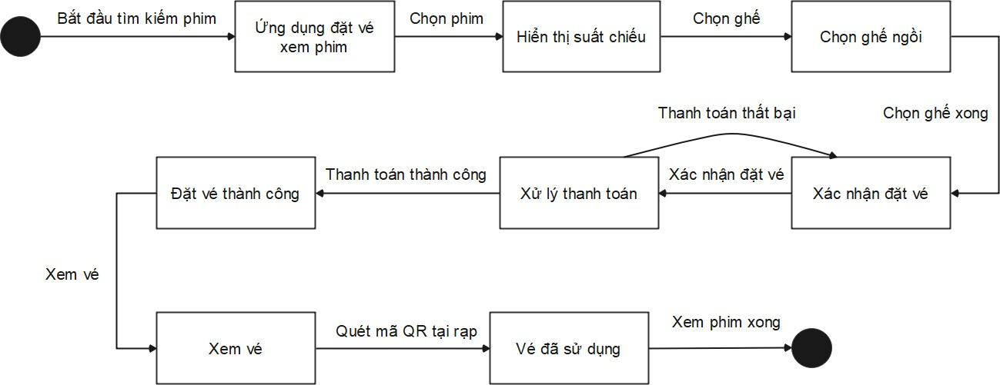 Bắt đầu tìm kiếm phim
Ứng dụng đặt vé
xem phim
Chọn phim
Hiển thị suất chiếu
Chọn ghế
Chọn ghế ngồi
Chọn ghế xong
Thanh toán thất bại
Xác nhận đặt vé
Xác nhận đặt vé
Xử lý thanh toán
Thanh toán thành công
Đặt vé thành công
Xem vé
Xem vé
Quét mã QR tại rạp
Vé đã sử dụng
Xem phim xong